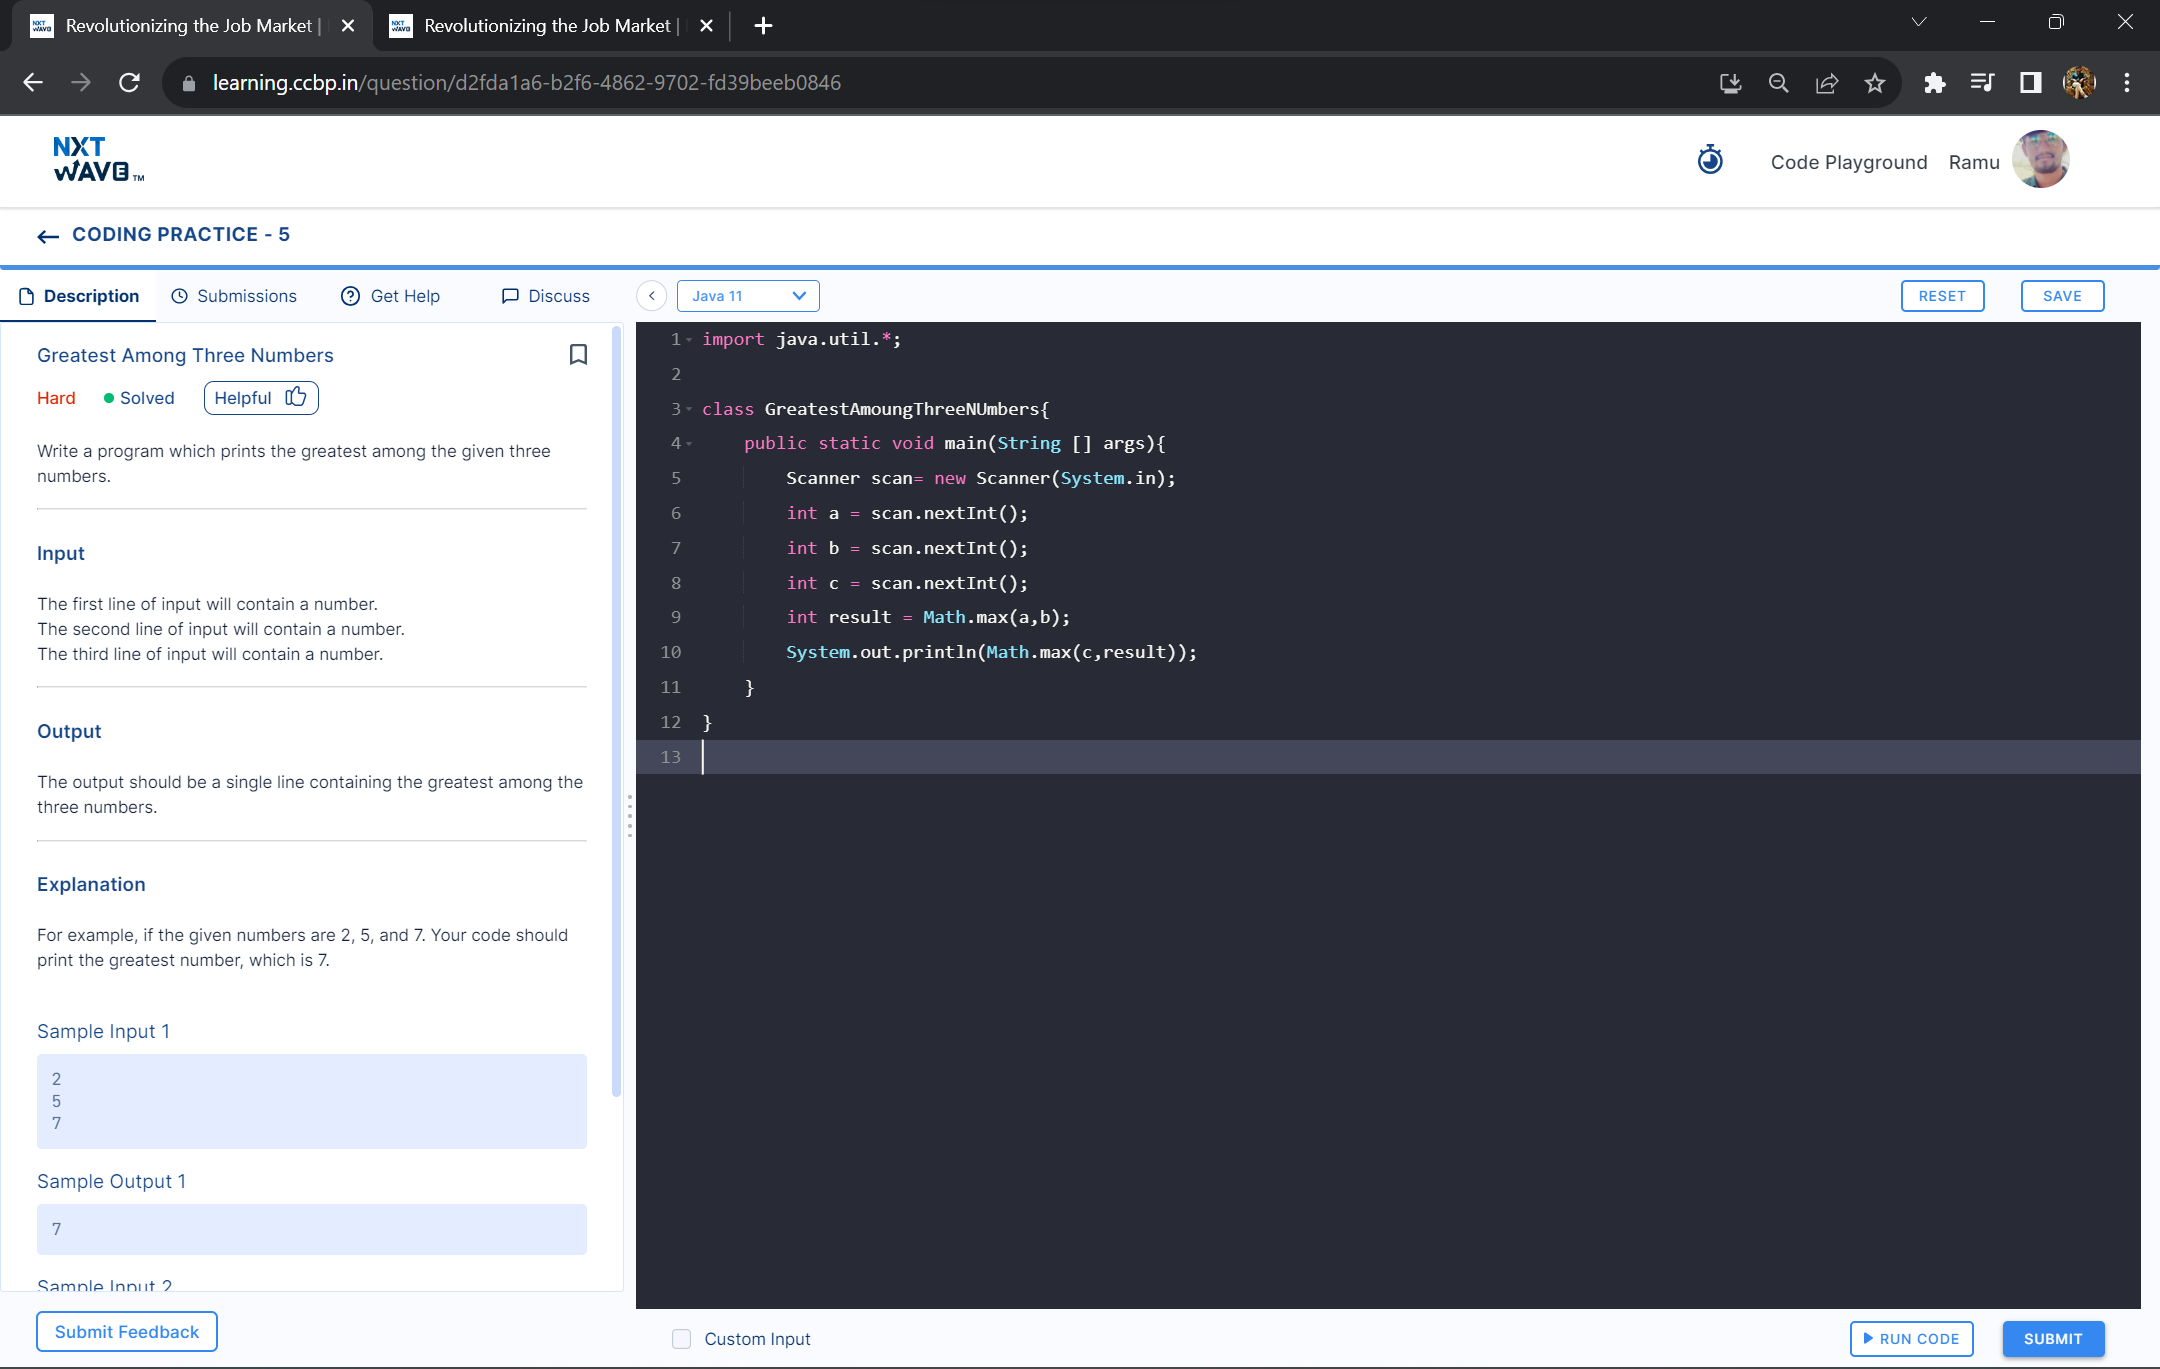 Revolutionizing the Job Market |
Revolutionizing the Job Market |
learning.ccbp.in/question/d2fda1a6-b2f6-4862-9702-fd39beeb0846
NXT
WAVE TM
Code Playground
Ramu
CODING PRACTICE - 5
Description
Submissions
Get Help
Discuss
Java 11
RESET
SAVE
Greatest Among Three Numbers
Hard
Solved
Helpful
Write a program which prints the greatest among the given three
numbers.
Input
The first line of input will contain a number.
The second line of input will contain a number.
The third line of input will contain a number.
Output
The output should be a single line containing the greatest among the
three numbers.
Explanation
For example, if the given numbers are 2, 5, and 7. Your code should
print the greatest number, which is 7.
Sample Input 1
2
5
7
Sample Output 1
7
Sample Input 2
Submit Feedback
1 import java.util.*;
2
3 class GreatestAmoungThreeNUmbers{
4 public static void main(String [] args){
5 Scanner scan= new Scanner(System.in);
6 int a = scan.nextInt();
7 int b = scan.nextInt();
8 int c = scan.nextInt();
9 int result = Math.max(a,b);
10 System.out.println(Math.max(c,result));
11 }
12 }
13
Custom Input
RUN CODE
SUBMIT